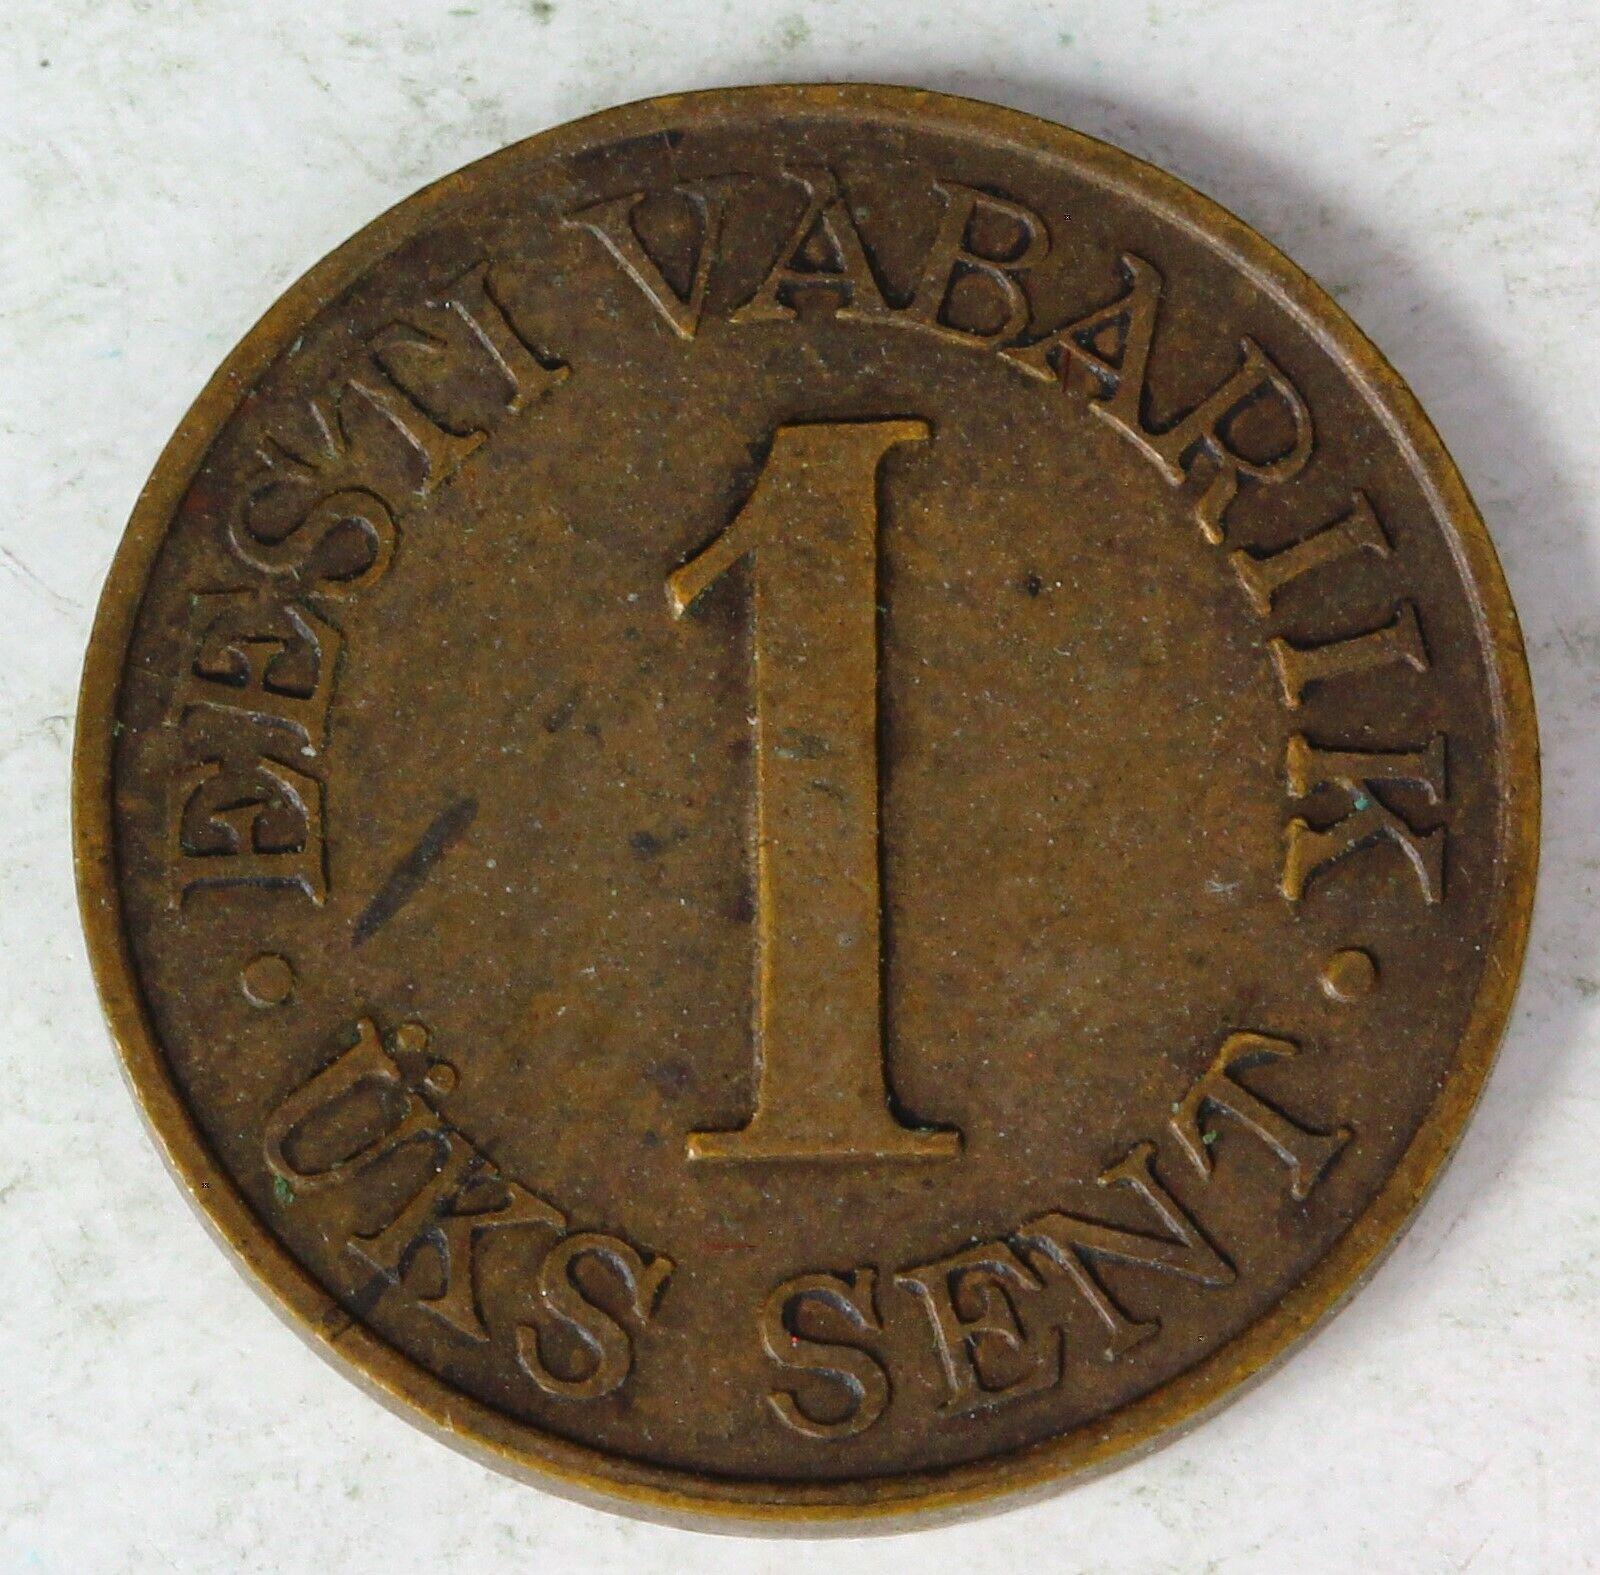 · EESTI VABARIIK ·
1
ÜKS SENT